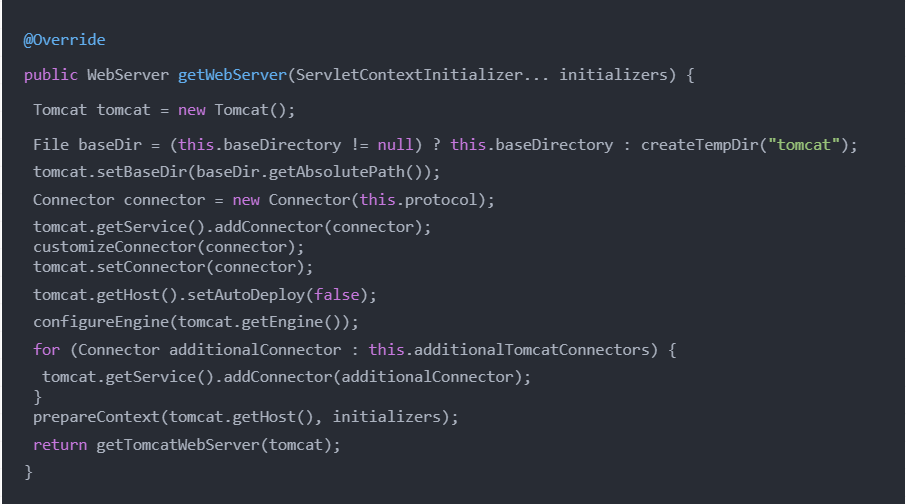 @Override
public WebServer getWebServer(ServletContextInitializer... initializers) {
Tomcat tomcat = new Tomcat();
File baseDir = (this.baseDirectory != null) ? this.baseDirectory : createTempDir("tomcat");
tomcat.setBaseDir(baseDir.getAbsolutePath());
Connector connector = new Connector(this.protocol);
tomcat.getService().addConnector(connector);
customizeConnector(connector);
tomcat.setConnector(connector);
tomcat.getHost().setAutoDeploy(false);
configureEngine(tomcat.getEngine());
for (Connector additionalConnector : this.additionalTomcatConnectors) {
tomcat.getService().addConnector(additionalConnector);
}
prepareContext(tomcat.getHost(), initializers);
return getTomcatWebServer(tomcat);
}